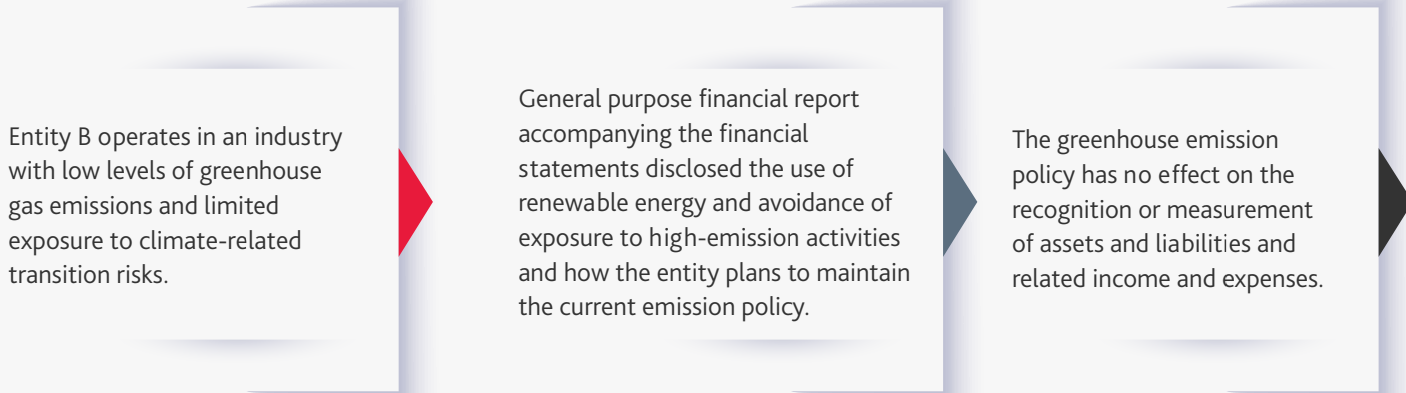 Entity B operates in an industry
with low levels of greenhouse
gas emissions and limited
exposure to climate-related
transition risks.
General purpose financial report
accompanying the financial
statements disclosed the use of
renewable energy and avoidance of
exposure to high-emission activities
and how the entity plans to maintain
the current emission policy.
The greenhouse emission
policy has no effect on the
recognition or measurement
of assets and liabilities and
related income and expenses.